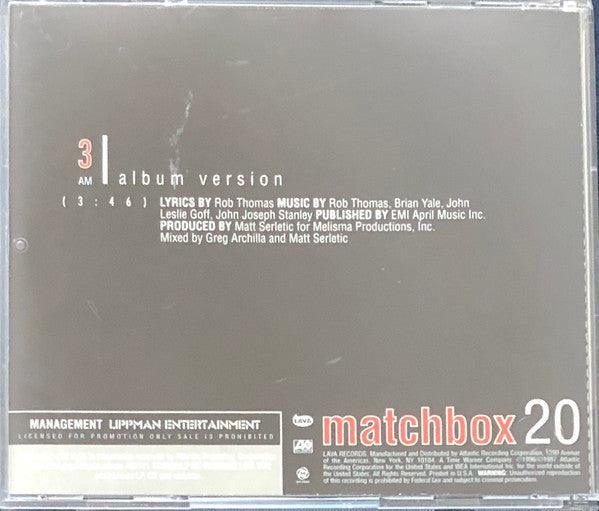 3
AM
album version
(3:46) LYRICS BY Rob Thomas MUSIC BY Rob Thomas, Brian Yale, John
Leslie Goff, John Joseph Stanley PUBLISHED BY EMI April Music Inc.
PRODUCED BY Matt Serletic for Melisma Productions, Inc.
Mixed by Greg Archilla and Matt Serletic
MANAGEMENT LIPPMAN ENTERTAINMENT
LICENSED FOR PROMOTION ONLY SALE IS PROHIBITED
LAVA
matchbox 20
LAVA RECORDS. Manufactured and Distributed by Atlantic Recording Corporation, 1290 Avenue
of the Americas, New York, NY 10104. A Time Warner Company ©1996 ℗1997 Atlantic
Recording Corporation for the United States and WEA International Inc. for the world outside of
the United States. All Rights Reserved. Printed in U.S.A. WARNING: Unauthorized reproduction
of this recording is prohibited by Federal law and subject to criminal prosecution.